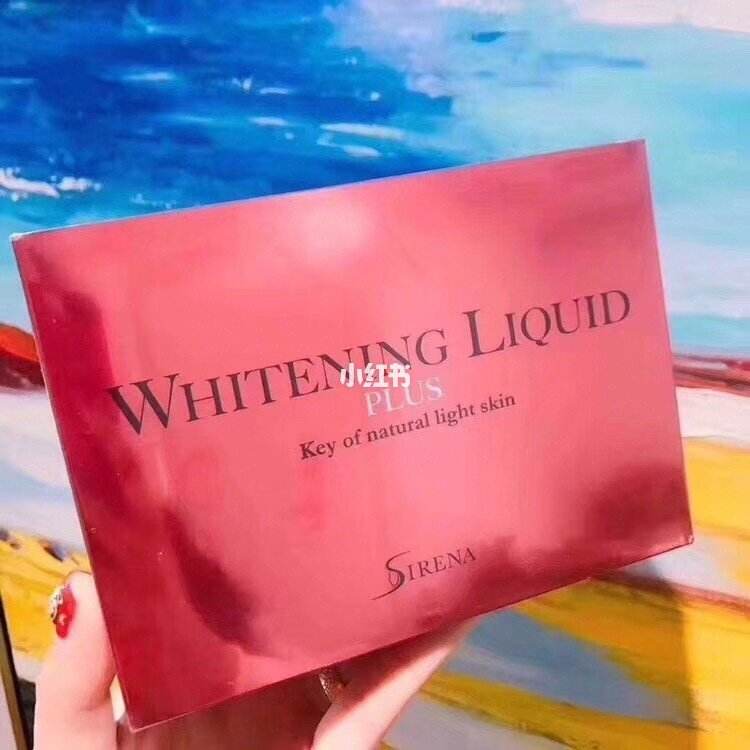 WHITENING LIQUID
小红书
PLUS
Key of natural light skin
SIRENA